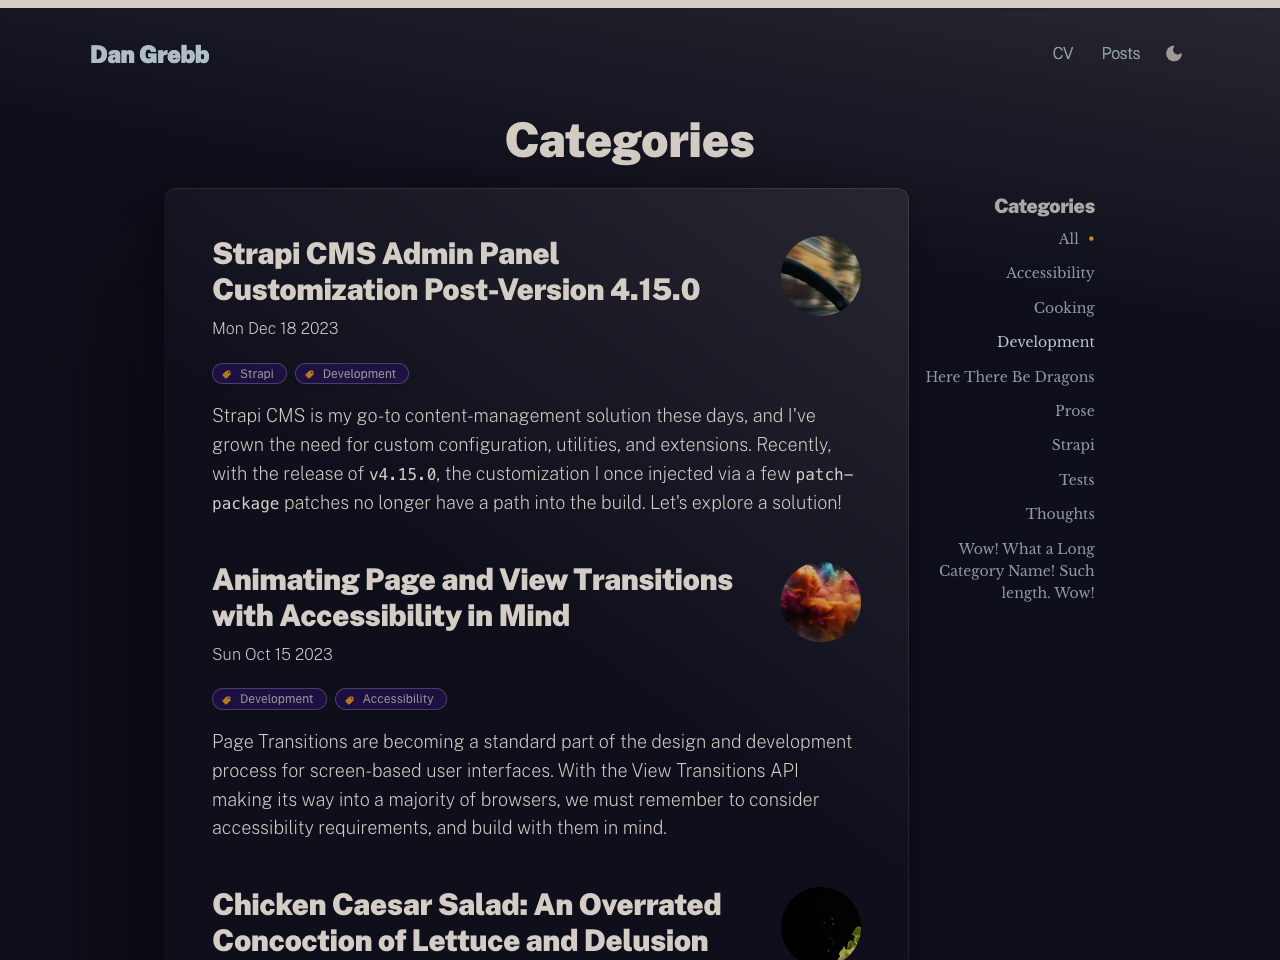 Dan Grebb
CV
Posts
Categories
Strapi CMS Admin Panel
Customization Post-Version 4.15.0
Mon Dec 18 2023
Strapi
Development
Strapi CMS is my go-to content-management solution these days, and I've
grown the need for custom configuration, utilities, and extensions. Recently,
with the release of v4.15.0, the customization I once injected via a few patch-
package patches no longer have a path into the build. Let's explore a solution!
Animating Page and View Transitions
with Accessibility in Mind
Sun Oct 15 2023
Development
Accessibility
Page Transitions are becoming a standard part of the design and development
process for screen-based user interfaces. With the View Transitions API
making its way into a majority of browsers, we must remember to consider
accessibility requirements, and build with them in mind.
Chicken Caesar Salad: An Overrated
Concoction of Lettuce and Delusion
Categories
All
Accessibility
Cooking
Development
Here There Be Dragons
Prose
Strapi
Tests
Thoughts
Wow! What a Long
Category Name! Such
length. Wow!